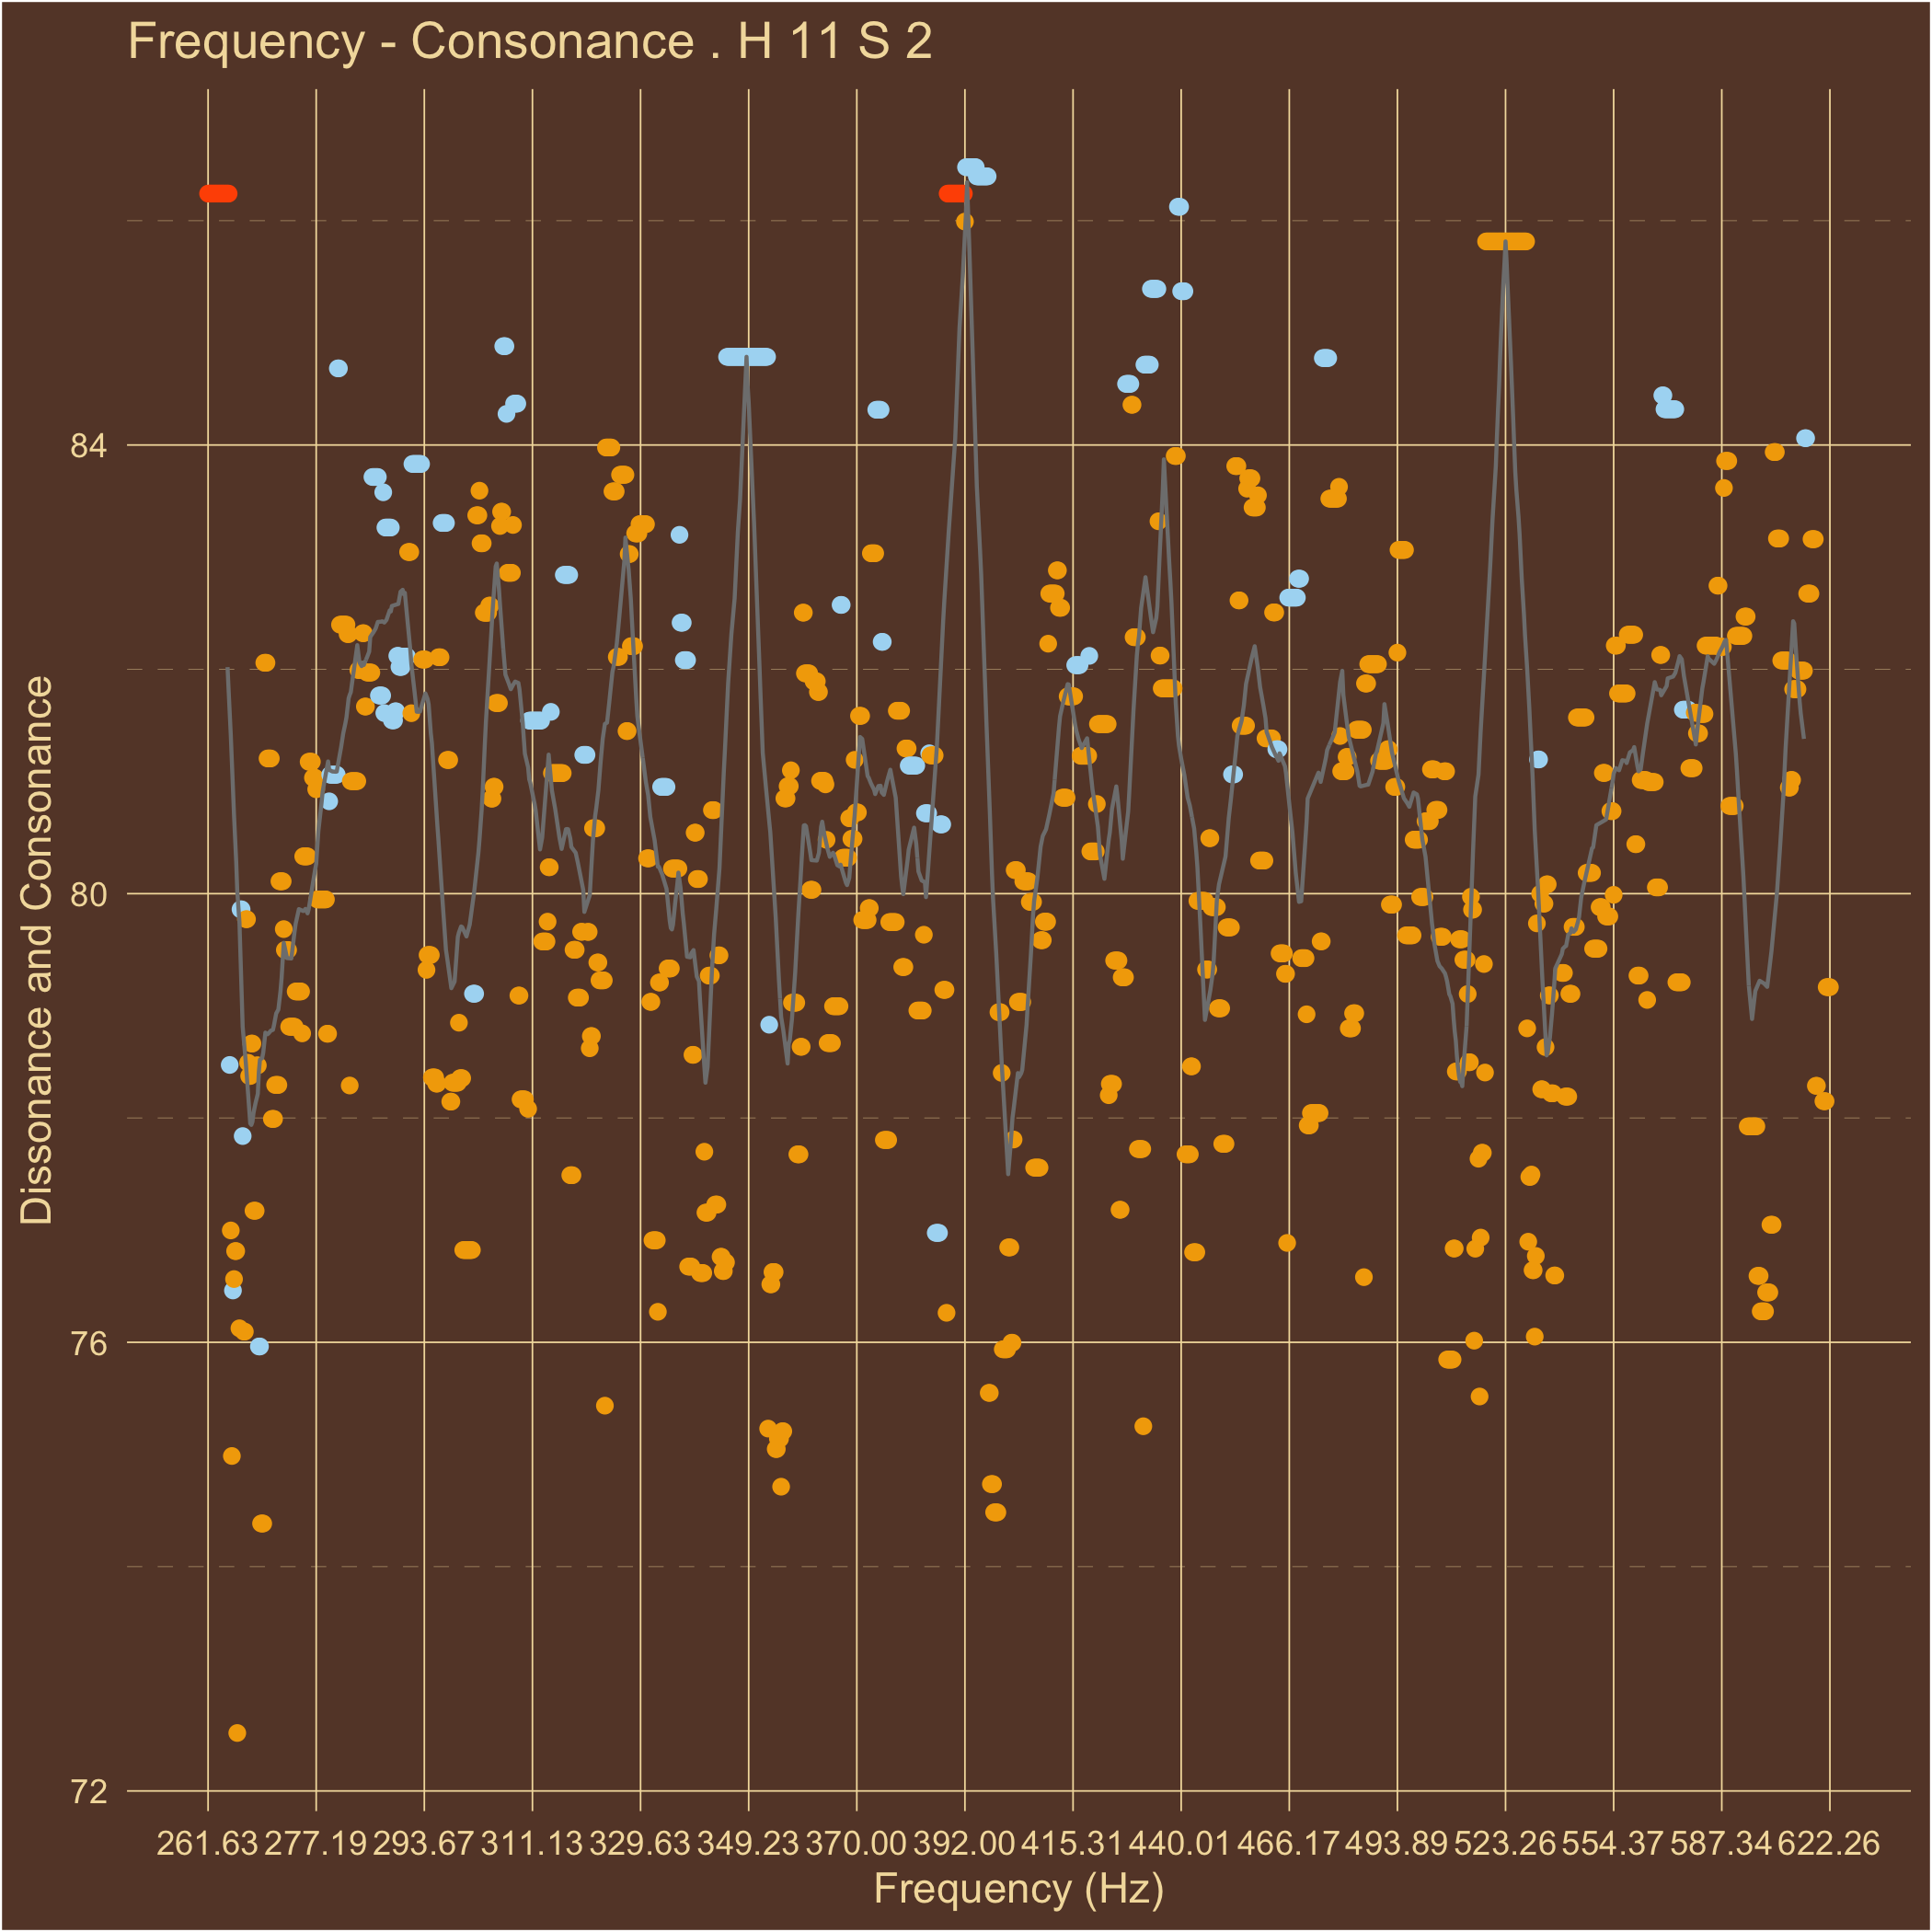 Frequency - Consonance . H 11 S 2
Dissonance and Consonance
84
80
76
72
261.63 277.19 293.67 311.13 329.63 349.23 370.00 392.00 415.31 440.01 466.17 493.89 523.26 554.37 587.34 622.26
Frequency (Hz)